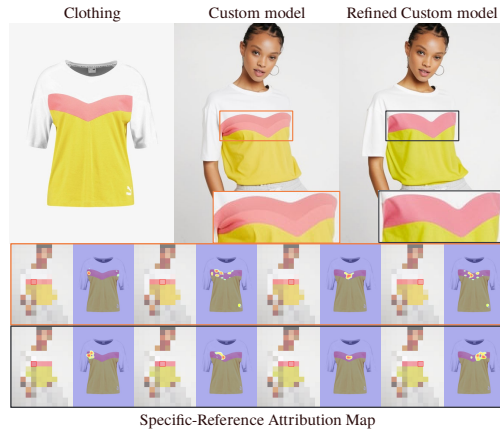 Clothing
Custom model
Refined Custom model
Specific-Reference Attribution Map